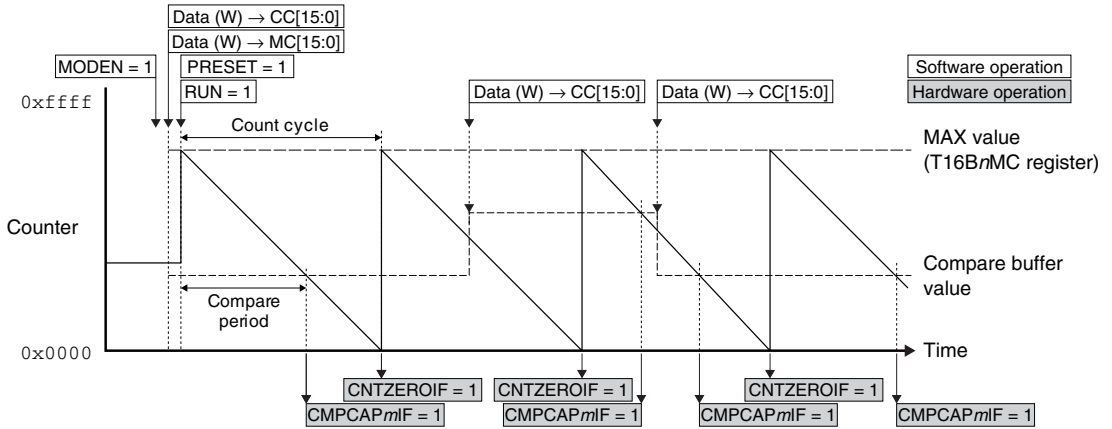 Data (W) → CC[15:0]
Data (W) → MC[15:0]
MODEN = 1
PRESET = 1
RUN = 1
Data (W) → CC[15:0]
Data (W) → CC[15:0]
Software operation
Hardware operation
0xffff
Count cycle
MAX value
(T16BnMC register)
Counter
Compare buffer
value
Compare
period
0x0000
Time
CNTZEROIF = 1
CNTZEROIF = 1
CNTZEROIF = 1
CMPCAPmIF = 1
CMPCAPmIF = 1
CMPCAPmIF = 1
CMPCAPmIF = 1